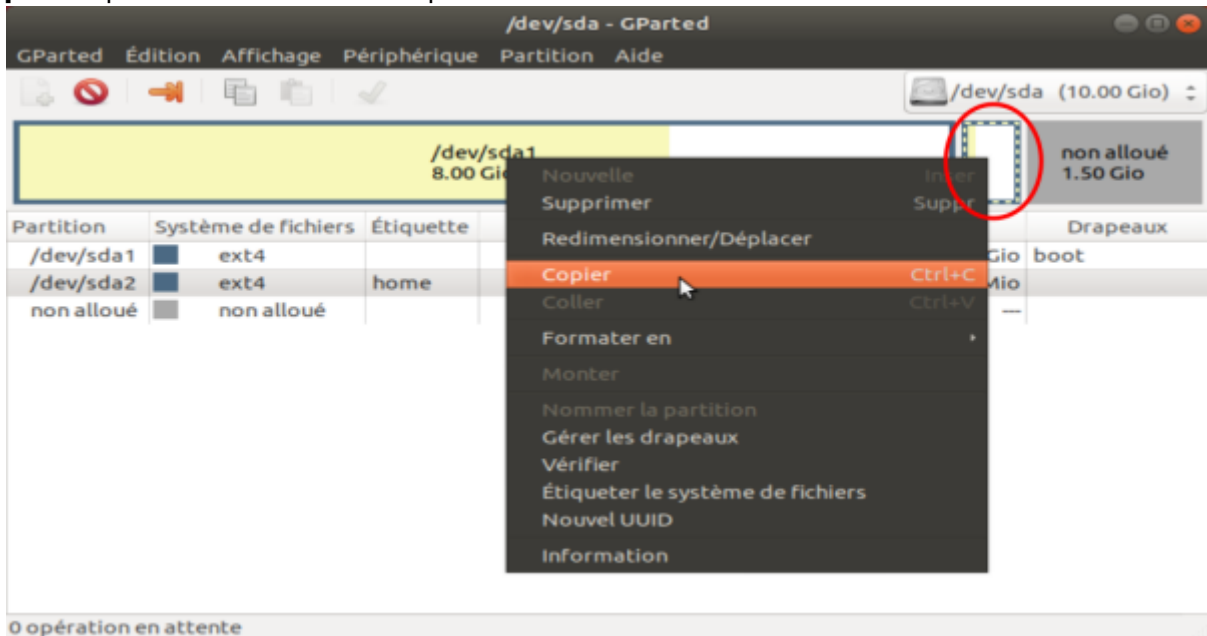 /dev/sda - GParted
GParted Édition Affichage Périphérique Partition Aide
/dev/sda (10.00 Gio)
/dev/sda1
8.00 Gio
non alloué
1.50 Gio
Partition Système de fichiers Étiquette Drapeaux
/dev/sda1 ext4 Gio boot
/dev/sda2 ext4 home Mio
non alloué non alloué ---
Nouvelle Inser
Supprimer Suppr
Redimensionner/Déplacer
Copier Ctrl+C
Coller Ctrl+V
Formater en
Monter
Nommer la partition
Gérer les drapeaux
Vérifier
Étiqueter le système de fichiers
Nouvel UUID
Information
0 opération en attente